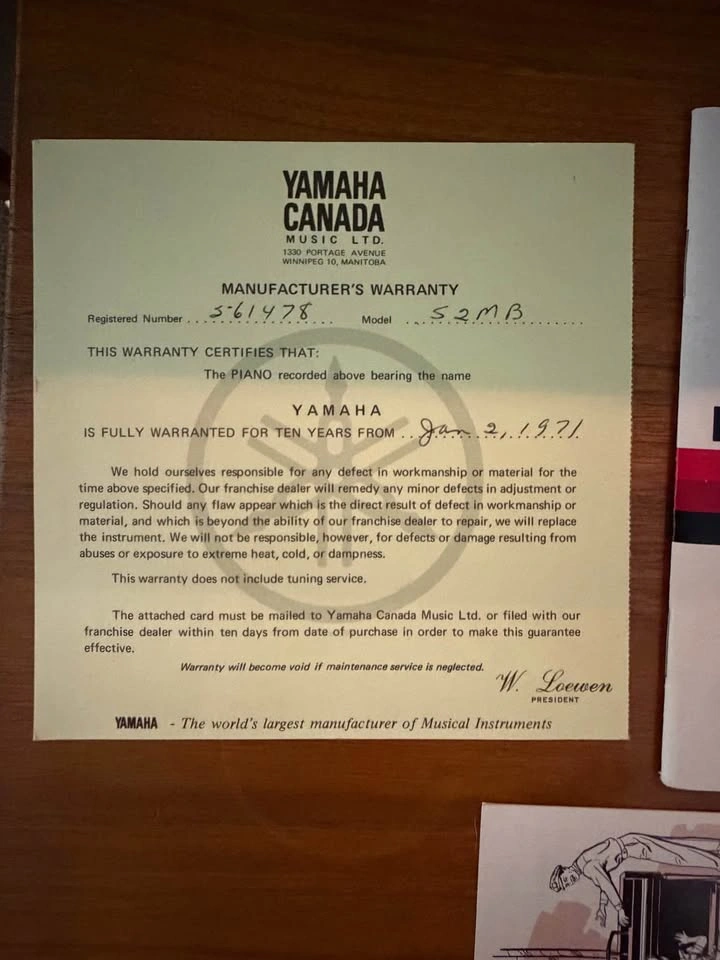 YAMAHA
CANADA
MUSIC LTD.
1330 PORTAGE AVENUE
WINNIPEG 10, MANITOBA
MANUFACTURER'S WARRANTY
Registered Number . . 561478 . . . Model . . . S2MB . . . . . . . .
THIS WARRANTY CERTIFIES THAT:
The PIANO recorded above bearing the name
YAMAHA
IS FULLY WARRANTED FOR TEN YEARS FROM . . Jan 2, 1971.
We hold ourselves responsible for any defect in workmanship or material for the
time above specified. Our franchise dealer will remedy any minor defects in adjustment or
regulation. Should any flaw appear which is the direct result of defect in workmanship or
material, and which is beyond the ability of our franchise dealer to repair, we will replace
the instrument. We will not be responsible, however, for defects or damage resulting from
abuses or exposure to extreme heat, cold, or dampness.
This warranty does not include tuning service.
The attached card must be mailed to Yamaha Canada Music Ltd. or filed with our
franchise dealer within ten days from date of purchase in order to make this guarantee
effective.
Warranty will become void if maintenance service is neglected.
W. Loewen
PRESIDENT
YAMAHA - The world's largest manufacturer of Musical Instruments